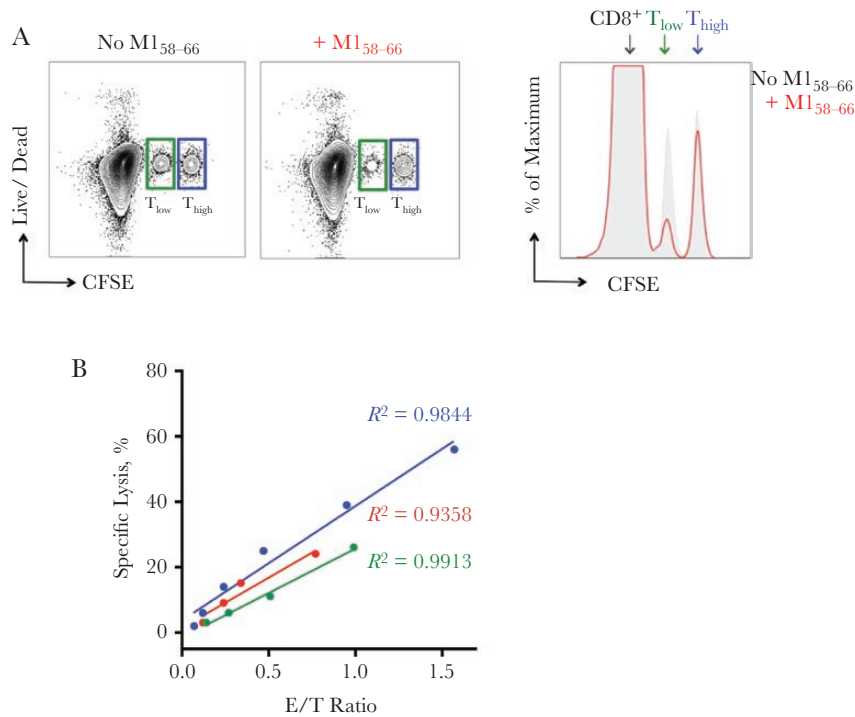 A
No M1₅₈₋₆₆
+ M1₅₈₋₆₆
Live/ Dead
CFSE
T_low
T_high
T_low
T_high
CD8⁺ T_low T_high
No M1₅₈₋₆₆
+ M1₅₈₋₆₆
% of Maximum
CFSE
B
Specific Lysis, %
80
60
40
20
0
R² = 0.9844
R² = 0.9358
R² = 0.9913
0.0 0.5 1.0 1.5
E/T Ratio